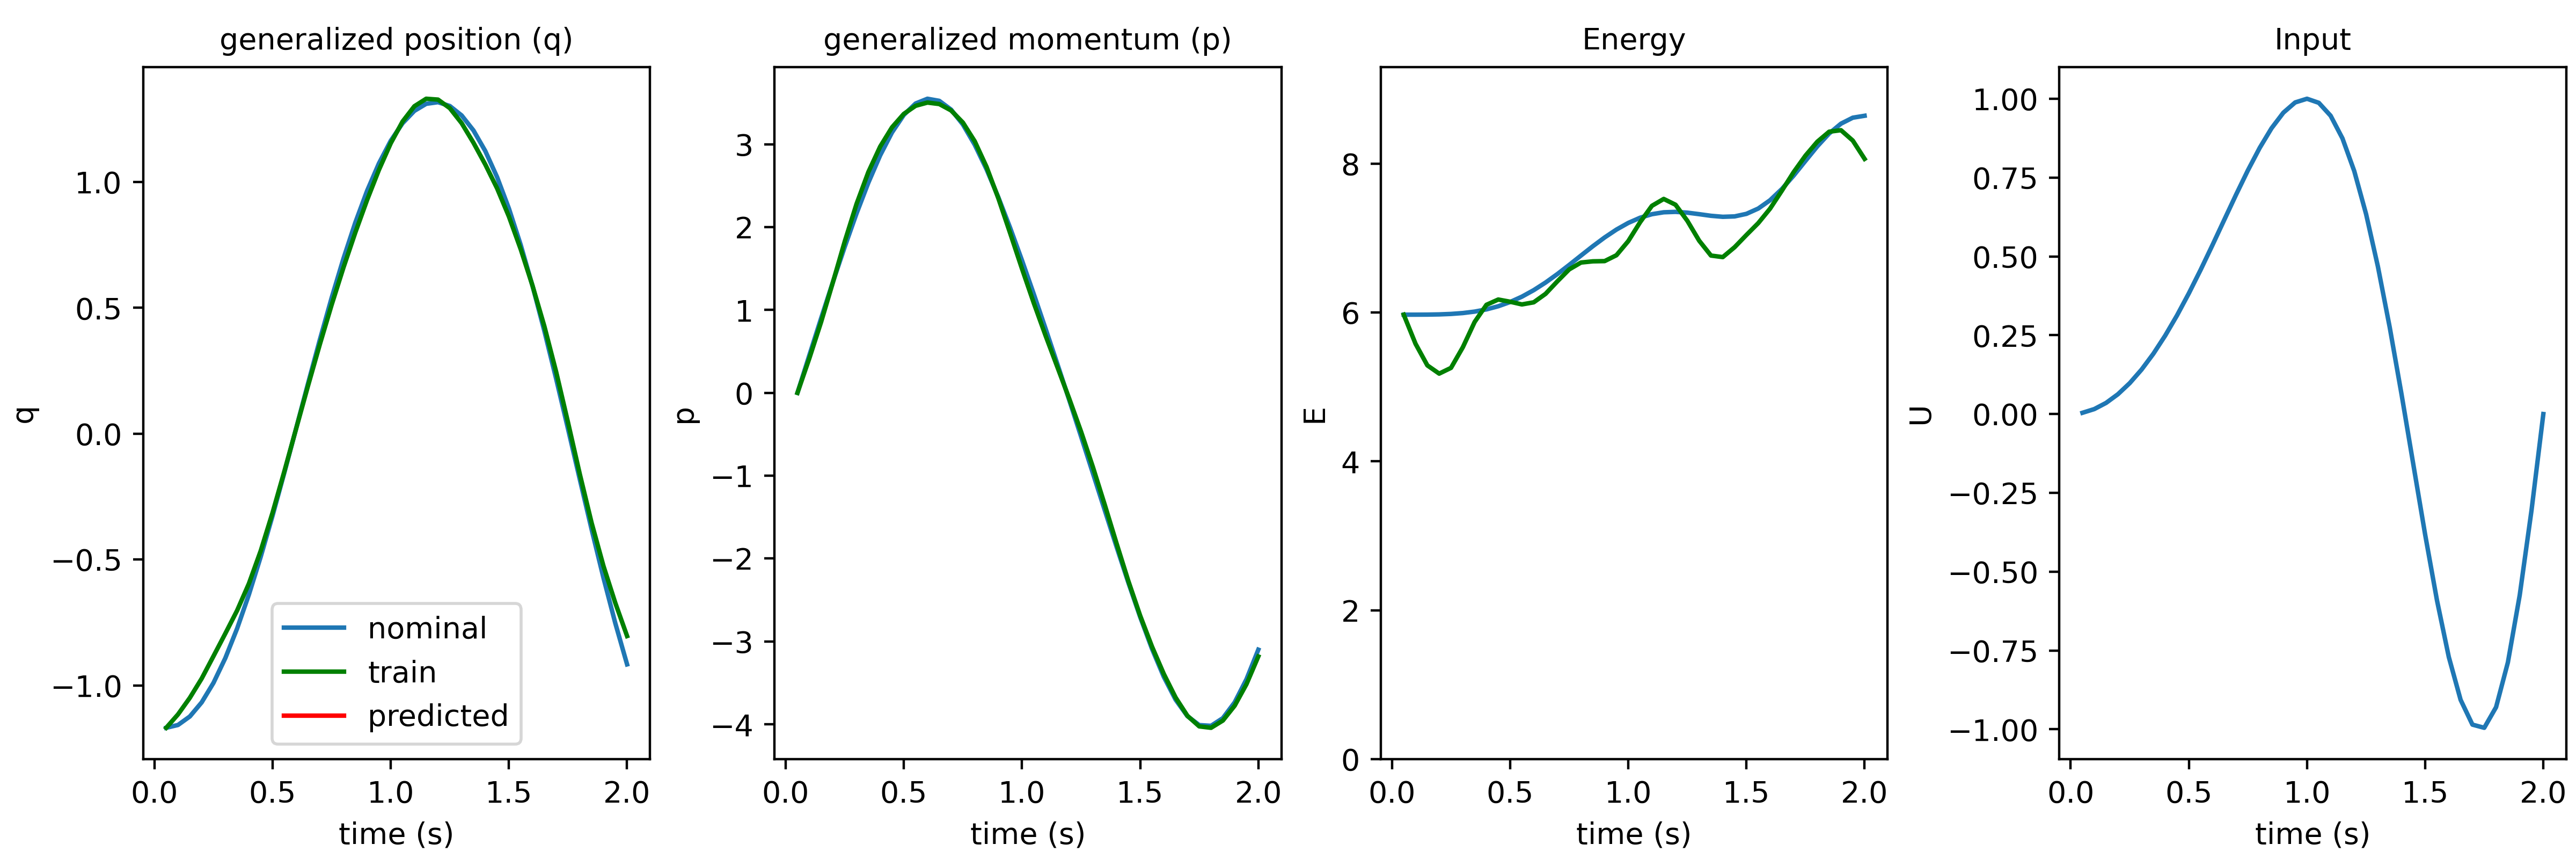 generalized position (q)
q
1.0
0.5
0.0
−0.5
−1.0
nominal
train
predicted
0.0 0.5 1.0 1.5 2.0
time (s)
generalized momentum (p)
p
3
2
1
0
−1
−2
−3
−4
0.0 0.5 1.0 1.5 2.0
time (s)
Energy
E
8
6
4
2
0
0.0 0.5 1.0 1.5 2.0
time (s)
Input
U
1.00
0.75
0.50
0.25
0.00
−0.25
−0.50
−0.75
−1.00
0.0 0.5 1.0 1.5 2.0
time (s)